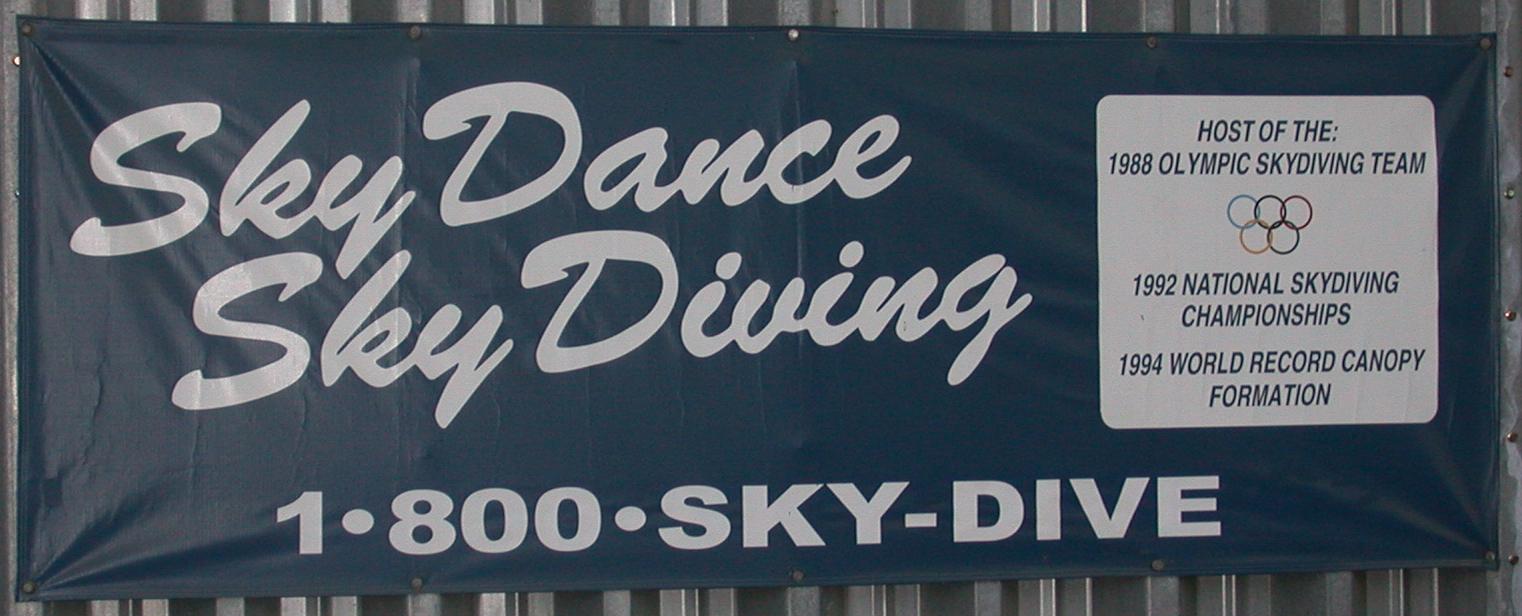 Sky Dance
Sky Diving
1•800•SKY-DIVE
HOST OF THE:
1988 OLYMPIC SKYDIVING TEAM
1992 NATIONAL SKYDIVING
CHAMPIONSHIPS
1994 WORLD RECORD CANOPY
FORMATION